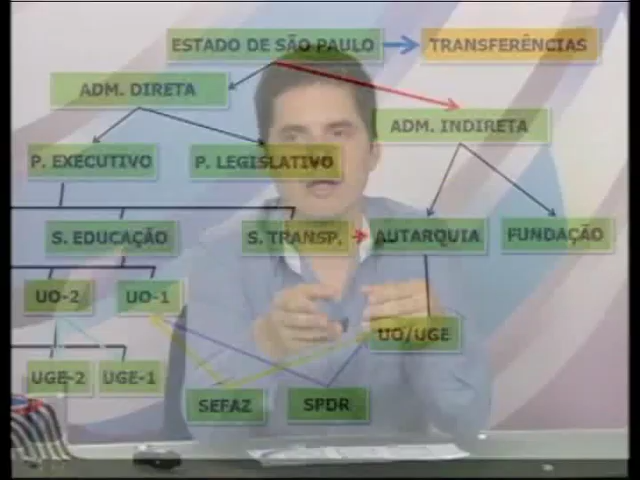 ESTADO DE SÃO PAULO
TRANSFERÊNCIAS
ADM. DIRETA
ADM. INDIRETA
P. EXECUTIVO
P. LEGISLATIVO
S. EDUCAÇÃO
S. TRANSP.
AUTARQUIA
FUNDAÇÃO
UO-2
UO-1
UO/UGE
UGE-2
UGE-1
SEFAZ
SPDR